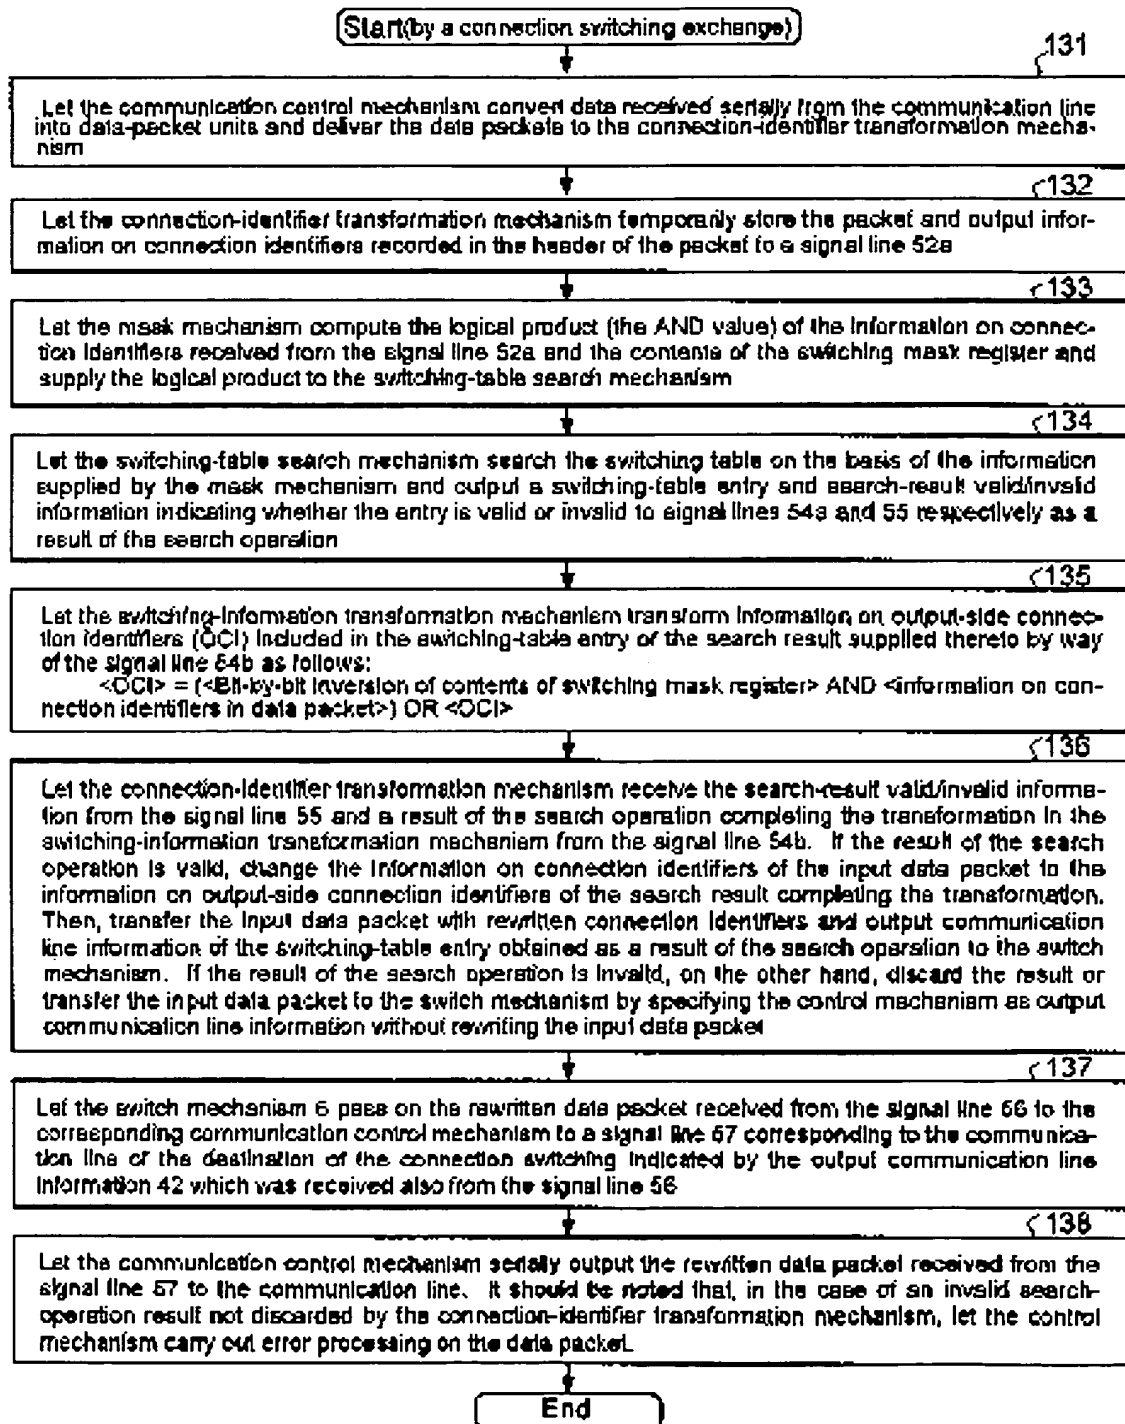 Start(by a connection switching exchange)
131
Let the communication control mechanism convert data received serially from the communication line
into data-packet units and deliver the data packets to the connection-identifier transformation mecha-
nism
132
Let the connection-identifier transformation mechanism temporarily store the packet and output infor-
mation on connection identifiers recorded in the header of the packet to a signal line 52a
133
Let the mask mechanism compute the logical product (the AND value) of the information on connec-
tion identifiers received from the signal line 52a and the contents of the switching mask register and
supply the logical product to the switching-table search mechanism
134
Let the switching-table search mechanism search the switching table on the basis of the information
supplied by the mask mechanism and output a switching-table entry and search-result valid/invalid
information indicating whether the entry is valid or invalid to signal lines 54a and 55 respectively as a
result of the search operation
135
Let the switching-information transformation mechanism transform information on output-side connec-
tion identifiers (OCI) included in the switching-table entry of the search result supplied thereto by way
of the signal line 54b as follows:
<OCI> = (<Bit-by-bit inversion of contents of switching mask register> AND <information on con-
nection identifiers in data packet>) OR <OCI>
136
Let the connection-identifier transformation mechanism receive the search-result valid/invalid informa-
tion from the signal line 55 and a result of the search operation completing the transformation in the
switching-information transformation mechanism from the signal line 54b. If the result of the search
operation is valid, change the information on connection identifiers of the input data packet to the
information on output-side connection identifiers of the search result completing the transformation.
Then, transfer the input data packet with rewritten connection identifiers and output communication
line information of the switching-table entry obtained as a result of the search operation to the switch
mechanism. If the result of the search operation is invalid, on the other hand, discard the result or
transfer the input data packet to the switch mechanism by specifying the control mechanism as output
communication line information without rewriting the input data packet
137
Let the switch mechanism 6 pass on the rewritten data packet received from the signal line 56 to the
corresponding communication control mechanism to a signal line 57 corresponding to the communica-
tion line of the destination of the connection switching indicated by the output communication line
information 42 which was received also from the signal line 56
138
Let the communication control mechanism serially output the rewritten data packet received from the
signal line 57 to the communication line. It should be noted that, in the case of an invalid search-
operation result not discarded by the connection-identifier transformation mechanism, let the control
mechanism carry out error processing on the data packet.
End